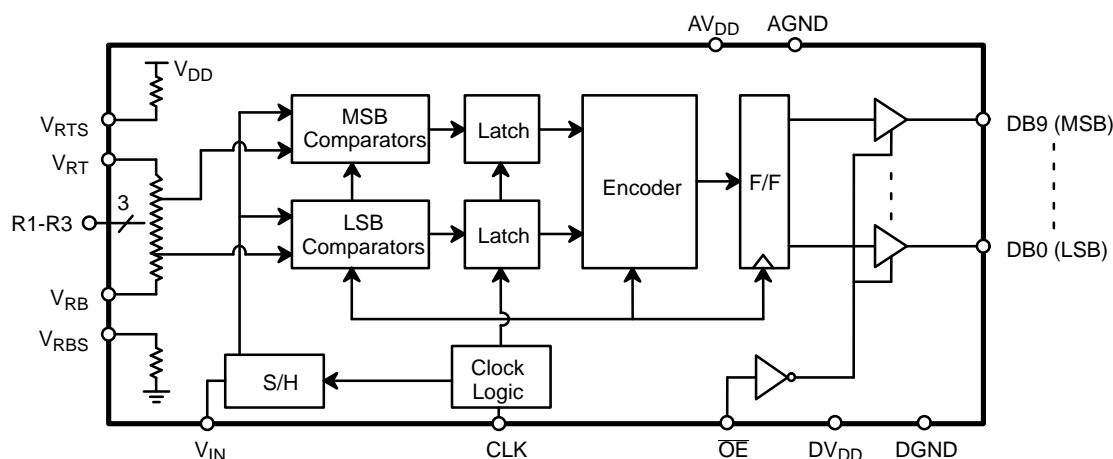 AVDD
AGND
VDD
VRTS
MSB
Comparators
Latch
DB9 (MSB)
VRT
3
Encoder
F/F
R1-R3
LSB
Comparators
Latch
DB0 (LSB)
VRB
VRBS
S/H
Clock
Logic
VIN
CLK
OE
DVDD
DGND